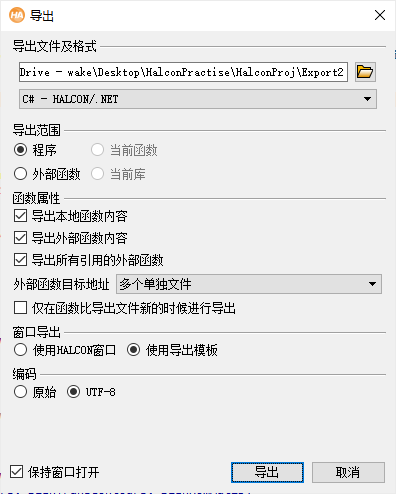 HA 导出
导出文件及格式
Drive - wake\Desktop\HalconPractise\HalconProj\Export2
C# - HALCON/.NET
导出范围
程序 当前函数
外部函数 当前库
函数属性
导出本地函数内容
导出外部函数内容
导出所有引用的外部函数
外部函数目标地址 多个单独文件
仅在函数比导出文件新的时候进行导出
窗口导出
使用HALCON窗口 使用导出模板
编码
原始 UTF-8
保持窗口打开 导出 取消